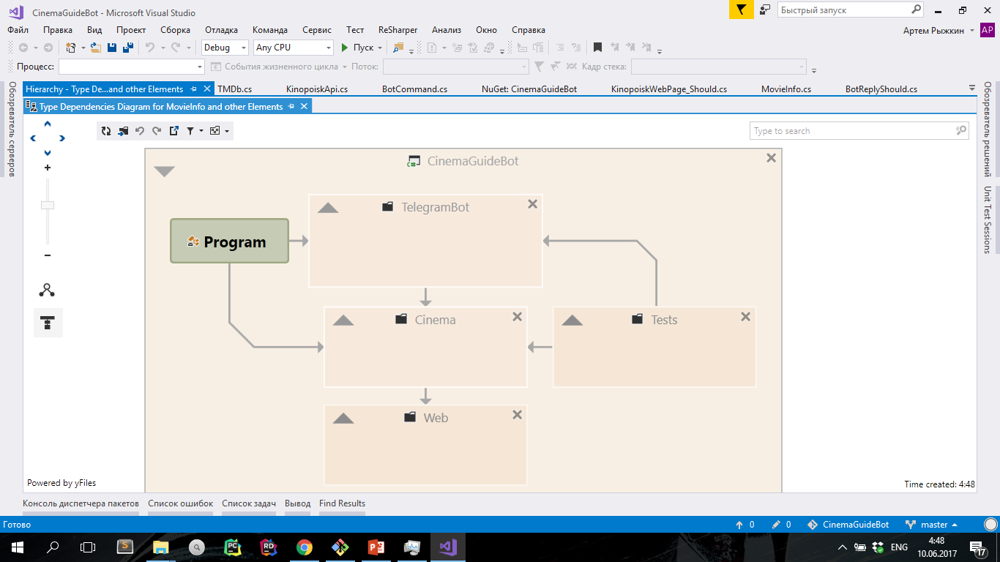 CinemaGuideBot - Microsoft Visual Studio
Быстрый запуск
Файл Правка Вид Проект Сборка Отладка Команда Сервис Тест ReSharper Анализ Окно Справка
Артем Рыжкин AP
Debug Any CPU Пуск
Процесс: События жизненного цикла Поток: Кадр стека:
Hierarchy - Type De...and other Elements TMDb.cs KinopoiskApi.cs BotCommand.cs NuGet: CinemaGuideBot KinopoiskWebPage_Should.cs MovieInfo.cs BotReplyShould.cs
Type Dependencies Diagram for MovieInfo and other Elements
Обозреватель серверов
Обозреватель решений
Unit Test Sessions
Type to search
CinemaGuideBot
TelegramBot
Program
Cinema
Tests
Web
Powered by yFiles
Time created: 4:48
Консоль диспетчера пакетов Список ошибок Список задач Вывод Find Results
Готово 0 0 CinemaGuideBot master
PC RD
ENG 4:48
10.06.2017
17